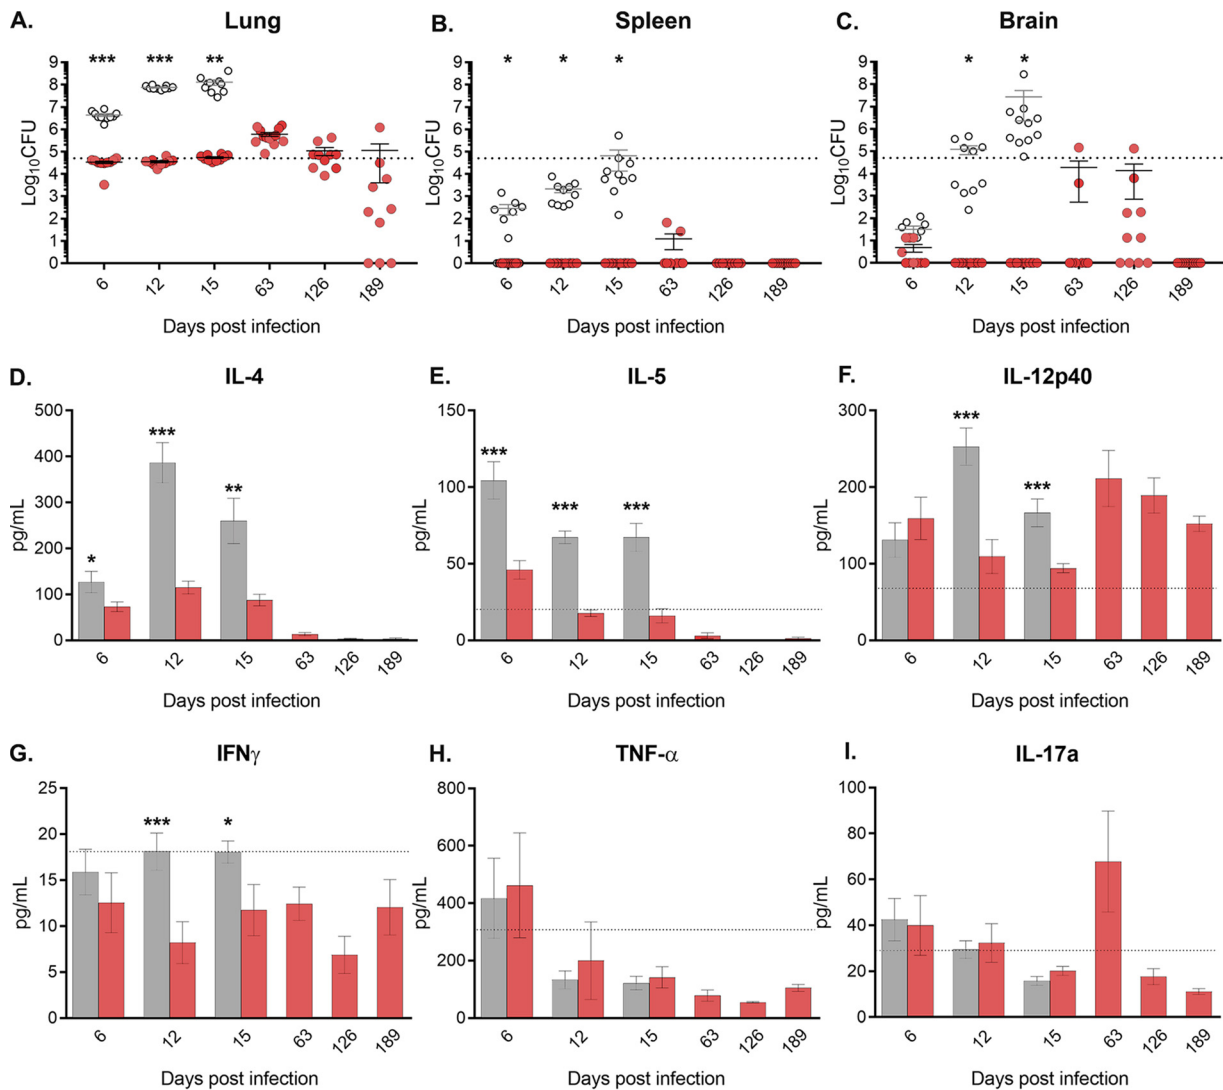 A. Lung
*** *** **
Log10CFU
9
8
7
6
5
4
3
2
1
0
6 12 15 63 126 189
Days post infection
B. Spleen
* * *
Log10CFU
9
8
7
6
5
4
3
2
1
0
6 12 15 63 126 189
Days post infection
C. Brain
* *
Log10CFU
9
8
7
6
5
4
3
2
1
0
6 12 15 63 126 189
Days post infection
D. IL-4
* *** **
pg/mL
500
400
300
200
100
0
6 12 15 63 126 189
Days post infection
E. IL-5
*** *** ***
pg/mL
150
100
50
0
6 12 15 63 126 189
Days post infection
F. IL-12p40
*** ***
pg/mL
300
200
100
0
6 12 15 63 126 189
Days post infection
G. IFNγ
*** *
pg/mL
25
20
15
10
5
0
6 12 15 63 126 189
Days post infection
H. TNF-α
pg/mL
800
600
400
200
0
6 12 15 63 126 189
Days post infection
I. IL-17a
pg/mL
100
80
60
40
20
0
6 12 15 63 126 189
Days post infection